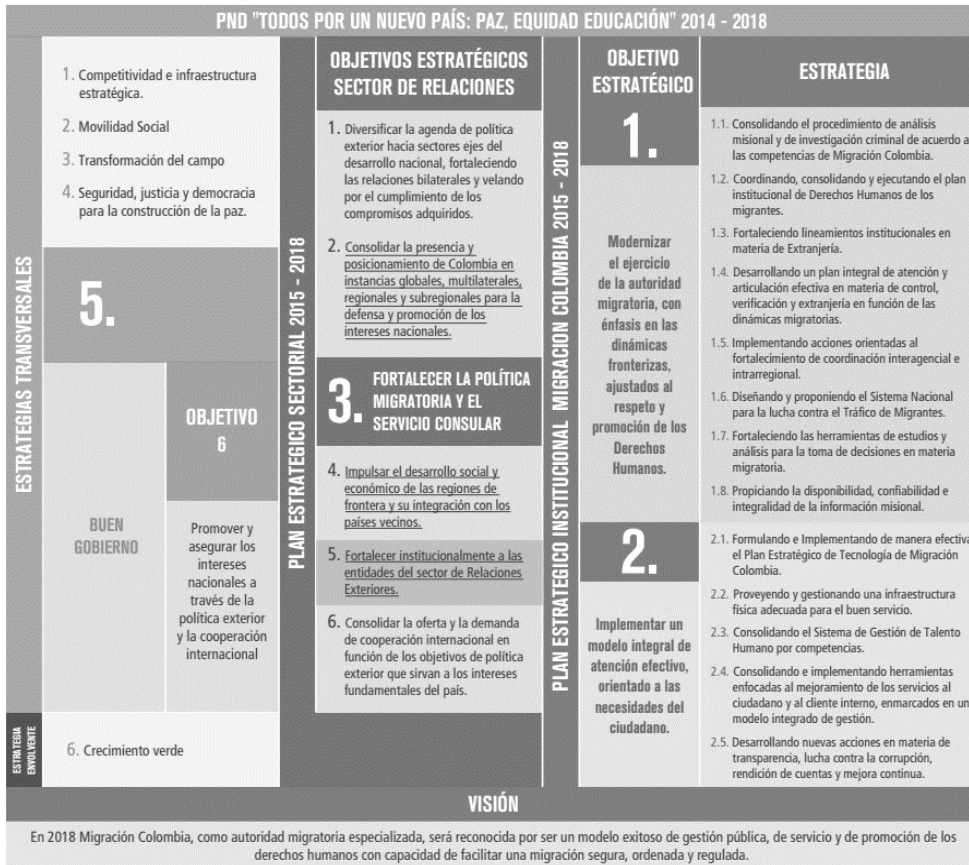 PND "TODOS POR UN NUEVO PAÍS: PAZ, EQUIDAD EDUCACIÓN" 2014 - 2018
ESTRATEGIAS TRANSVERSALES
1. Competitividad e infraestructura
estratégica.
2. Movilidad Social
3. Transformación del campo
4. Seguridad, justicia y democracia
para la construcción de la paz.
5.
BUEN
GOBIERNO
OBJETIVO
6
Promover y
asegurar los
intereses
nacionales a
través de la
política exterior
y la cooperación
internacional
ESTRATEGIA
ENVOLVENTE
6. Crecimiento verde
PLAN ESTRATEGICO SECTORIAL 2015 - 2018
OBJETIVOS ESTRATÉGICOS
SECTOR DE RELACIONES
1. Diversificar la agenda de política
exterior hacia sectores ejes del
desarrollo nacional, fortaleciendo
las relaciones bilaterales y velando
por el cumplimiento de los
compromisos adquiridos.
2. Consolidar la presencia y
posicionamiento de Colombia en
instancias globales, multilaterales,
regionales y subregionales para la
defensa y promoción de los
intereses nacionales.
3. FORTALECER LA POLÍTICA
MIGRATORIA Y EL
SERVICIO CONSULAR
4. Impulsar el desarrollo social y
económico de las regiones de
frontera y su integración con los
países vecinos.
5. Fortalecer institucionalmente a las
entidades del sector de Relaciones
Exteriores.
6. Consolidar la oferta y la demanda
de cooperación internacional en
función de los objetivos de política
exterior que sirvan a los intereses
fundamentales del país.
PLAN ESTRATEGICO INSTITUCIONAL MIGRACION COLOMBIA 2015 - 2018
OBJETIVO
ESTRATÉGICO
1.
Modernizar
el ejercicio
de la autoridad
migratoria, con
énfasis en las
dinámicas
fronterizas,
ajustados al
respeto y
promoción de los
Derechos
Humanos.
2.
Implementar un
modelo integral de
atención efectivo,
orientado a las
necesidades del
ciudadano.
ESTRATEGIA
1.1. Consolidando el procedimiento de análisis
misional y de investigación criminal de acuerdo a
las competencias de Migración Colombia.
1.2. Coordinando, consolidando y ejecutando el plan
institucional de Derechos Humanos de los
migrantes.
1.3. Fortaleciendo lineamientos institucionales en
materia de Extranjería.
1.4. Desarrollando un plan integral de atención y
articulación efectiva en materia de control,
verificación y extranjería en función de las
dinámicas migratorias.
1.5. Implementando acciones orientadas al
fortalecimiento de coordinación interagencial e
intrarregional.
1.6. Diseñando y proponiendo el Sistema Nacional
para la lucha contra el Tráfico de Migrantes.
1.7. Fortaleciendo las herramientas de estudios y
análisis para la toma de decisiones en materia
migratoria.
1.8. Propiciando la disponibilidad, confiabilidad e
integralidad de la información misional.
2.1. Formulando e Implementando de manera efectiva
el Plan Estratégico de Tecnología de Migración
Colombia.
2.2. Proveyendo y gestionando una infraestructura
física adecuada para el buen servicio.
2.3. Consolidando el Sistema de Gestión de Talento
Humano por competencias.
2.4. Consolidando e implementando herramientas
enfocadas al mejoramiento de los servicios al
ciudadano y al cliente interno, enmarcados en un
modelo integrado de gestión.
2.5. Desarrollando nuevas acciones en materia de
transparencia, lucha contra la corrupción,
rendición de cuentas y mejora continua.
VISIÓN
En 2018 Migración Colombia, como autoridad migratoria especializada, será reconocida por ser un modelo exitoso de gestión pública, de servicio y de promoción de los
derechos humanos con capacidad de facilitar una migración segura, ordenada y regulada.